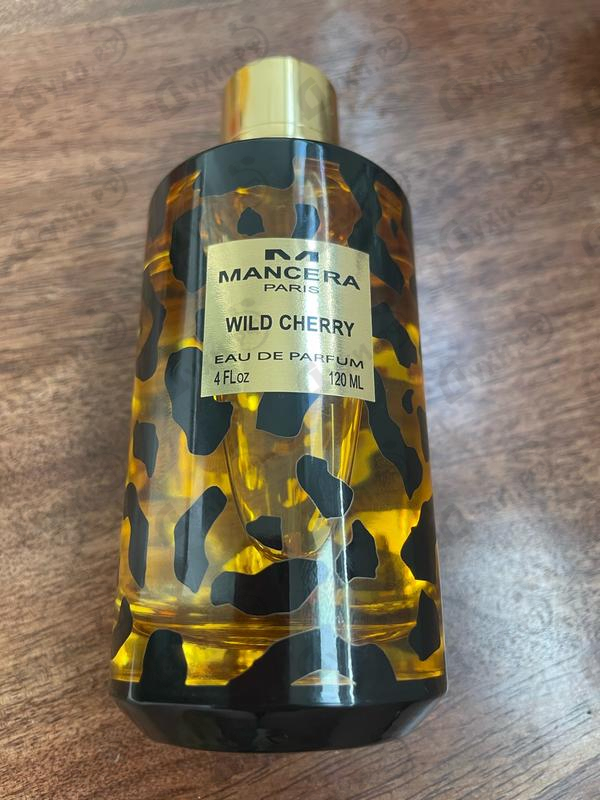 M
MANCERA
PARIS
WILD CHERRY
EAU DE PARFUM
4 FLoz 120 ML